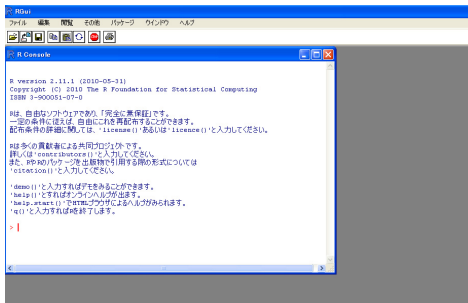 RGui
ファイル 編集 閲覧 その他 パッケージ ウインドウ ヘルプ
R Console
R version 2.11.1 (2010-05-31)
Copyright (C) 2010 The R Foundation for Statistical Computing
ISBN 3-900051-07-0
Rは、自由なソフトウェアであり、「完全に無保証」です。
一定の条件に従えば、自由にこれを再配布することができます。
配布条件の詳細に関しては、'license()'あるいは'licence()'と入力してください。
Rは多くの貢献者による共同プロジェクトです。
詳しくは'contributors()'と入力してください。
また、RやRのパッケージを出版物で引用する際の形式については
'citation()'と入力してください。
'demo()'と入力すればデモをみることができます。
'help()'とすればオンラインヘルプが出ます。
'help.start()'でHTMLブラウザによるヘルプがみられます。
'q()'と入力すればRを終了します。
>